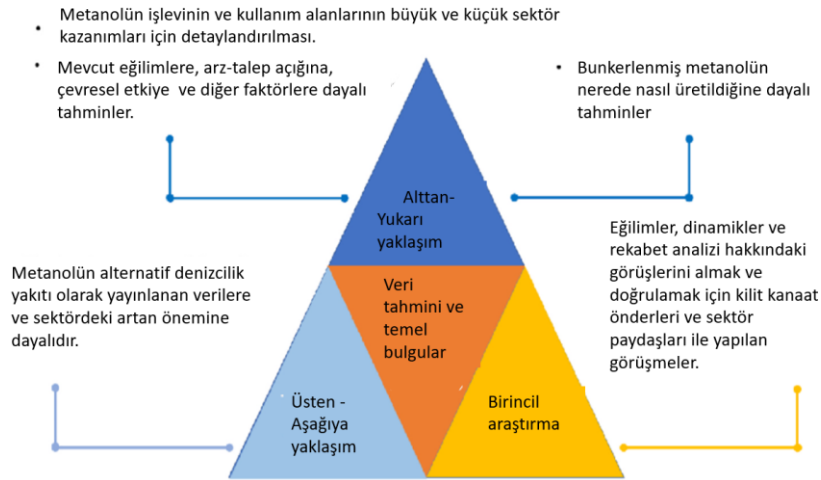 • Metanolün işlevinin ve kullanım alanlarının büyük ve küçük sektör
kazanımları için detaylandırılması.
• Mevcut eğilimlere, arz-talep açığına,
çevresel etkiye ve diğer faktörlere dayalı
tahminler.
• Bunkerlenmiş metanolün
nerede nasıl üretildiğine dayalı
tahminler
Alttan-
Yukarı
yaklaşım
Metanolün alternatif denizcilik
yakıtı olarak yayınlanan verilere
ve sektördeki artan önemine
dayalıdır.
Veri
tahmini ve
temel
bulgular
Eğilimler, dinamikler ve
rekabet analizi hakkındaki
görüşlerini almak ve
doğrulamak için kilit kanaat
önderleri ve sektör
paydaşları ile yapılan
görüşmeler.
Üsten -
Aşağıya
yaklaşım
Birincil
araştırma